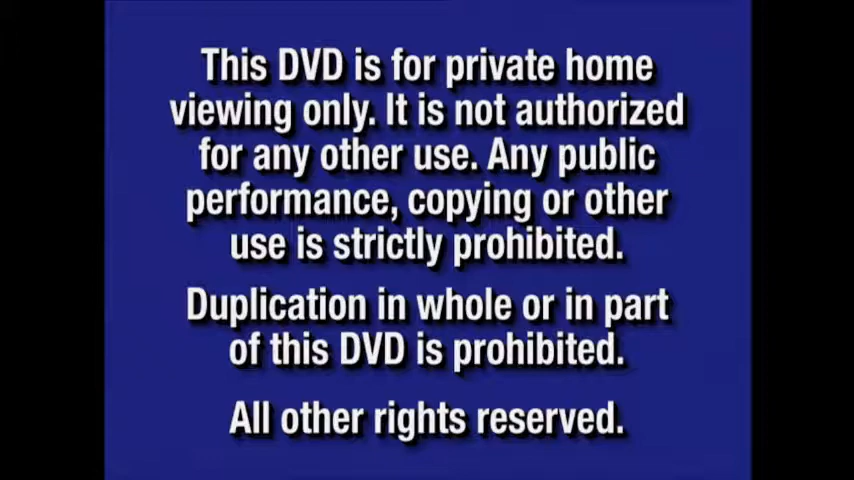 This DVD is for private home
viewing only. It is not authorized
for any other use. Any public
performance, copying or other
use is strictly prohibited.
Duplication in whole or in part
of this DVD is prohibited.
All other rights reserved.